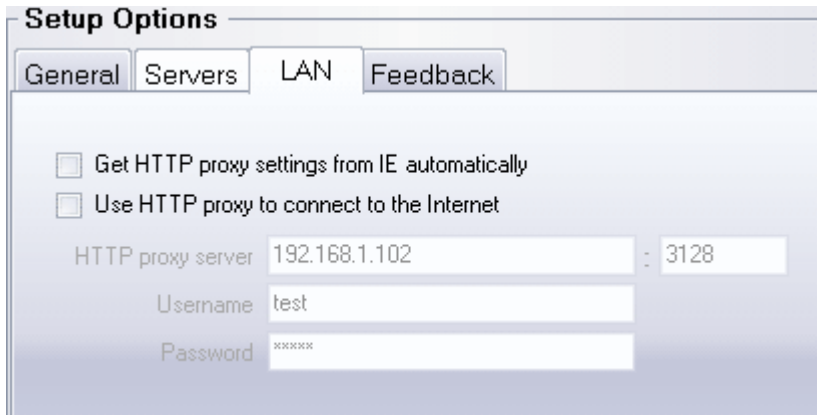 Setup Options
General Servers LAN Feedback
Get HTTP proxy settings from IE automatically
Use HTTP proxy to connect to the Internet
HTTP proxy server 192.168.1.102 : 3128
Username test
Password *****